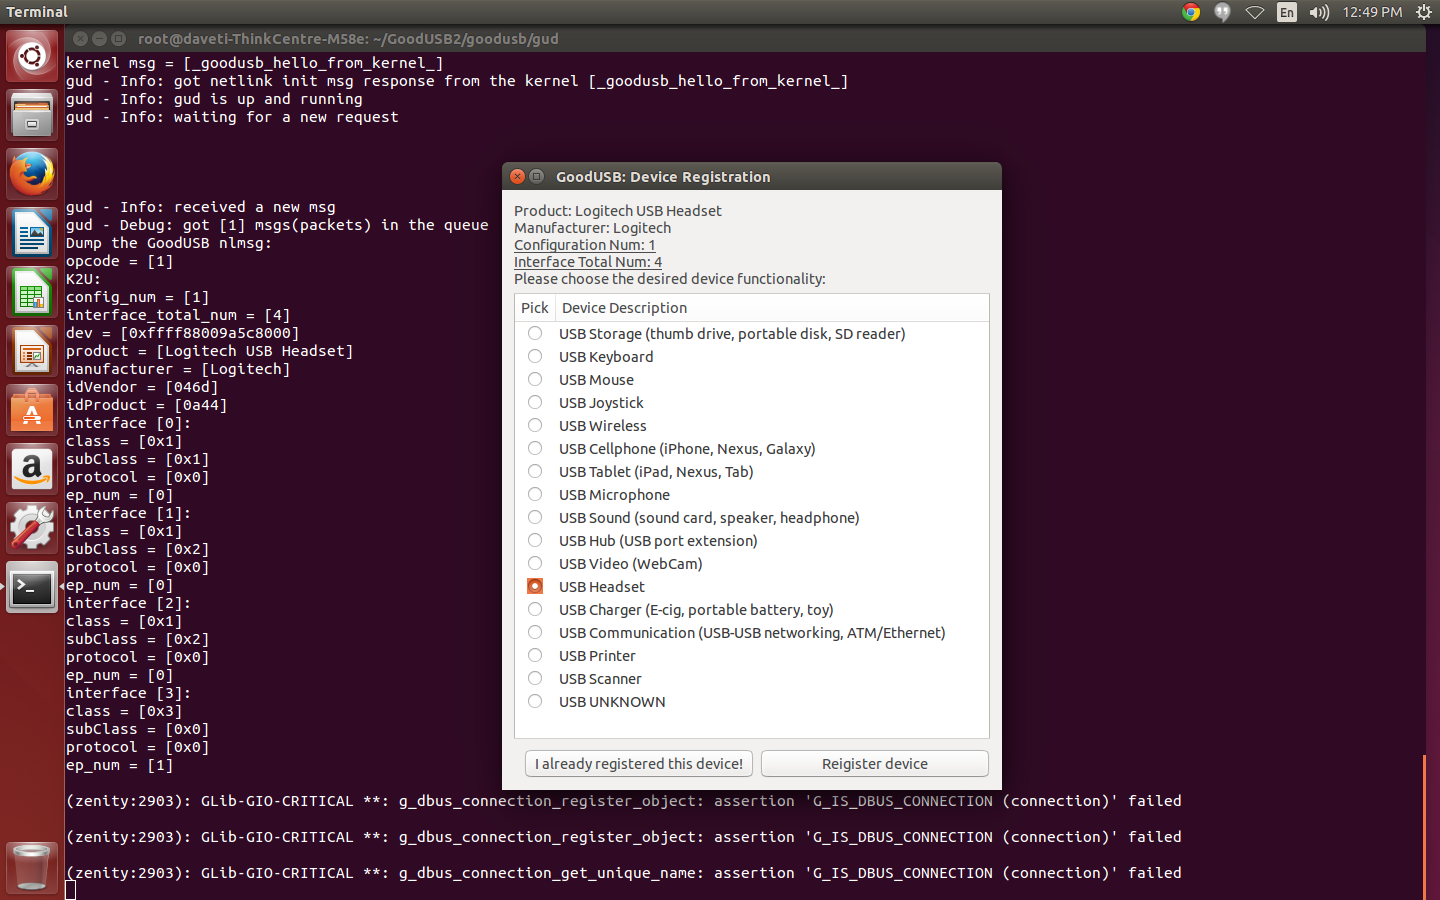 Terminal
En
12:49 PM
root@daveti-ThinkCentre-M58e: ~/GoodUSB2/goodusb/gud
kernel msg = [_goodusb_hello_from_kernel_]
gud - Info: got netlink init msg response from the kernel [_goodusb_hello_from_kernel_]
gud - Info: gud is up and running
gud - Info: waiting for a new request
gud - Info: received a new msg
gud - Debug: got [1] msgs(packets) in the queue
Dump the GoodUSB nlmsg:
opcode = [1]
K2U:
config_num = [1]
interface_total_num = [4]
dev = [0xffff88009a5c8000]
product = [Logitech USB Headset]
manufacturer = [Logitech]
idVendor = [046d]
idProduct = [0a44]
interface [0]:
class = [0x1]
subClass = [0x1]
protocol = [0x0]
ep_num = [0]
interface [1]:
class = [0x1]
subClass = [0x2]
protocol = [0x0]
ep_num = [0]
interface [2]:
class = [0x1]
subClass = [0x2]
protocol = [0x0]
ep_num = [0]
interface [3]:
class = [0x3]
subClass = [0x0]
protocol = [0x0]
ep_num = [1]
(zenity:2903): GLib-GIO-CRITICAL **: g_dbus_connection_register_object: assertion 'G_IS_DBUS_CONNECTION (connection)' failed
(zenity:2903): GLib-GIO-CRITICAL **: g_dbus_connection_register_object: assertion 'G_IS_DBUS_CONNECTION (connection)' failed
(zenity:2903): GLib-GIO-CRITICAL **: g_dbus_connection_get_unique_name: assertion 'G_IS_DBUS_CONNECTION (connection)' failed
GoodUSB: Device Registration
Product: Logitech USB Headset
Manufacturer: Logitech
Configuration Num: 1
Interface Total Num: 4
Please choose the desired device functionality:
Pick Device Description
USB Storage (thumb drive, portable disk, SD reader)
USB Keyboard
USB Mouse
USB Joystick
USB Wireless
USB Cellphone (iPhone, Nexus, Galaxy)
USB Tablet (iPad, Nexus, Tab)
USB Microphone
USB Sound (sound card, speaker, headphone)
USB Hub (USB port extension)
USB Video (WebCam)
USB Headset
USB Charger (E-cig, portable battery, toy)
USB Communication (USB-USB networking, ATM/Ethernet)
USB Printer
USB Scanner
USB UNKNOWN
I already registered this device!
Reigister device